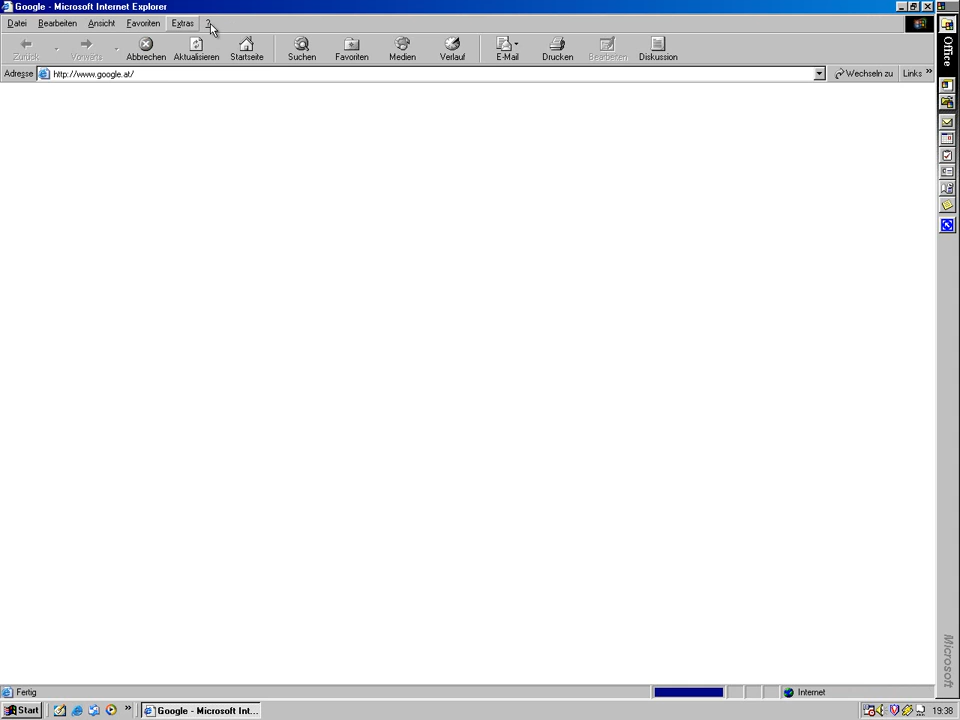 Google - Microsoft Internet Explorer
Datei Bearbeiten Ansicht Favoriten Extras ?
Zurück Vorwärts Abbrechen Aktualisieren Startseite Suchen Favoriten Medien Verlauf E-Mail Drucken Bearbeiten Diskussion
Adresse http://www.google.at/ Wechseln zu Links »
Office
Microsoft
Fertig Internet
Start » Google - Microsoft Int... 19:38